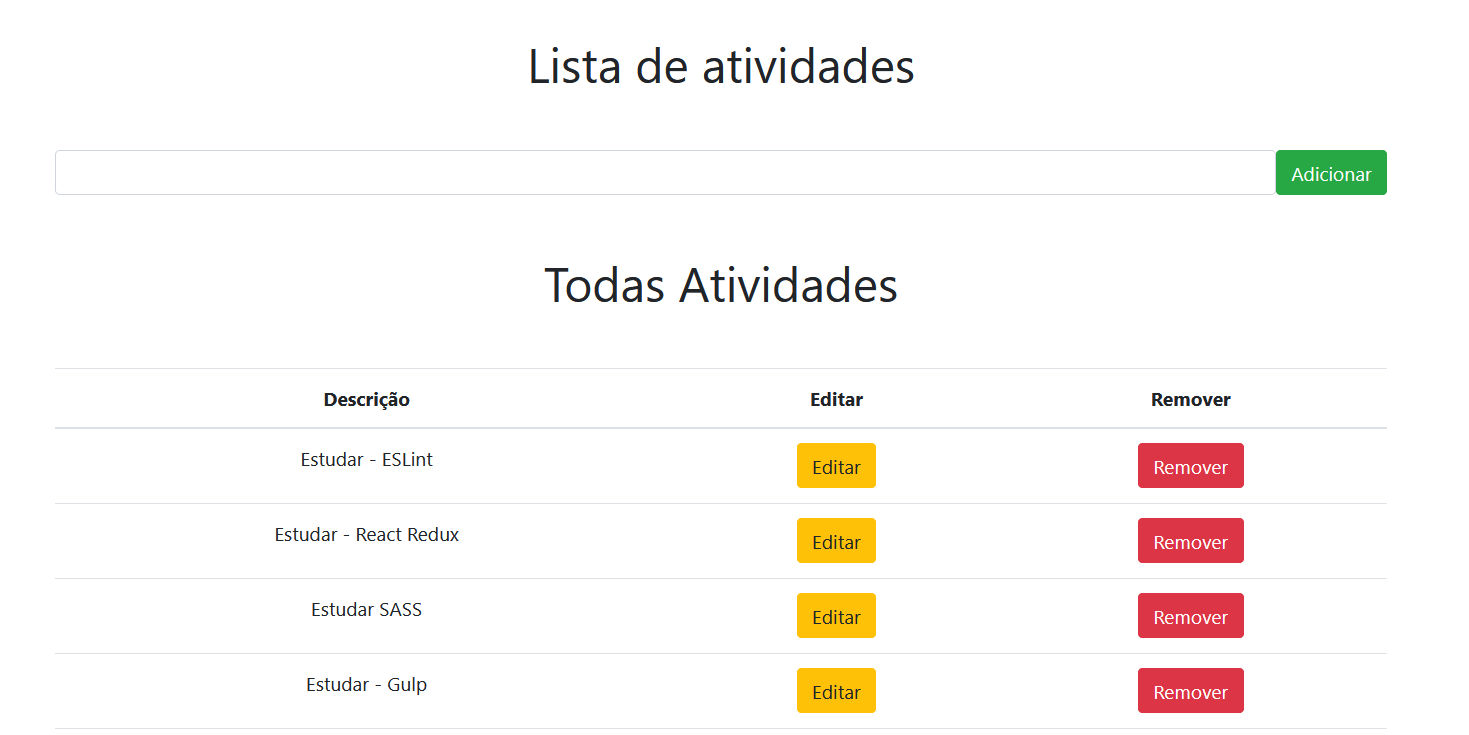 Lista de atividades
Adicionar
Todas Atividades
Descrição Editar Remover
Estudar - ESLint Editar Remover
Estudar - React Redux Editar Remover
Estudar SASS Editar Remover
Estudar - Gulp Editar Remover